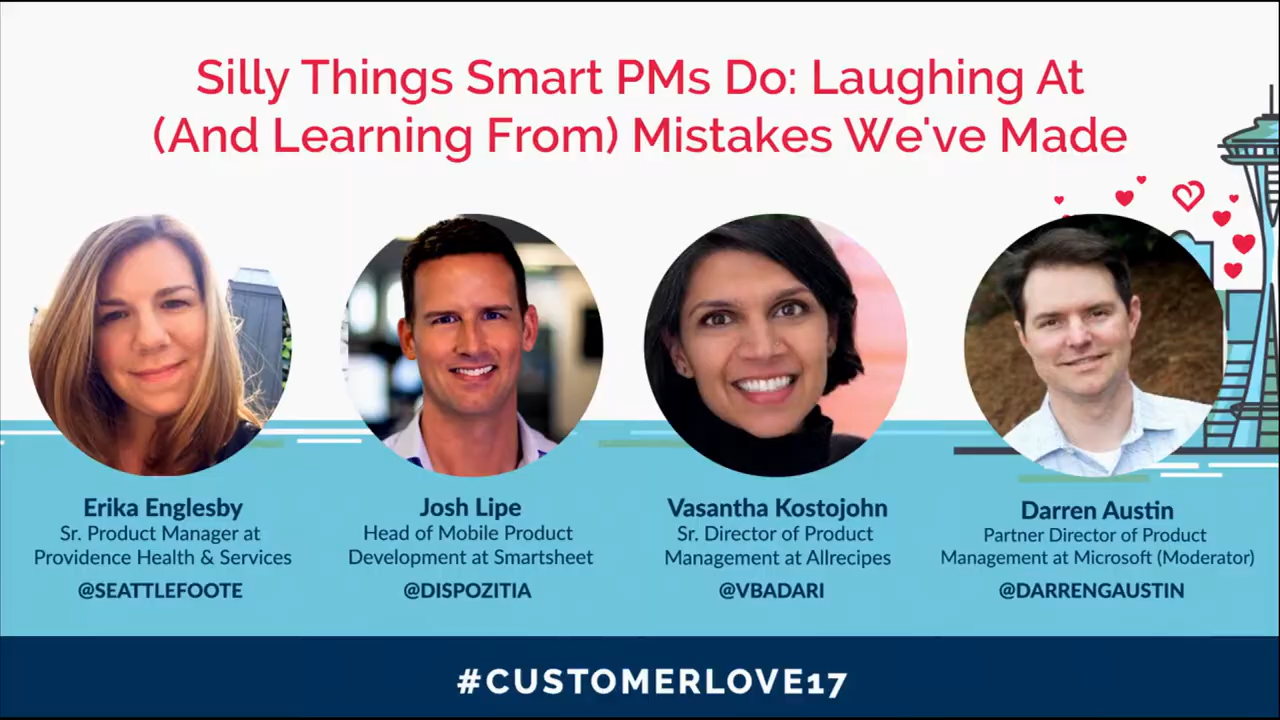 Silly Things Smart PMs Do: Laughing At
(And Learning From) Mistakes We've Made
Erika Englesby
Sr. Product Manager at
Providence Health & Services
@SEATTLEFOOTE
Josh Lipe
Head of Mobile Product
Development at Smartsheet
@DISPOZITIA
Vasantha Kostojohn
Sr. Director of Product
Management at Allrecipes
@VBADARI
Darren Austin
Partner Director of Product
Management at Microsoft (Moderator)
@DARRENGAUSTIN
#CUSTOMERLOVE17